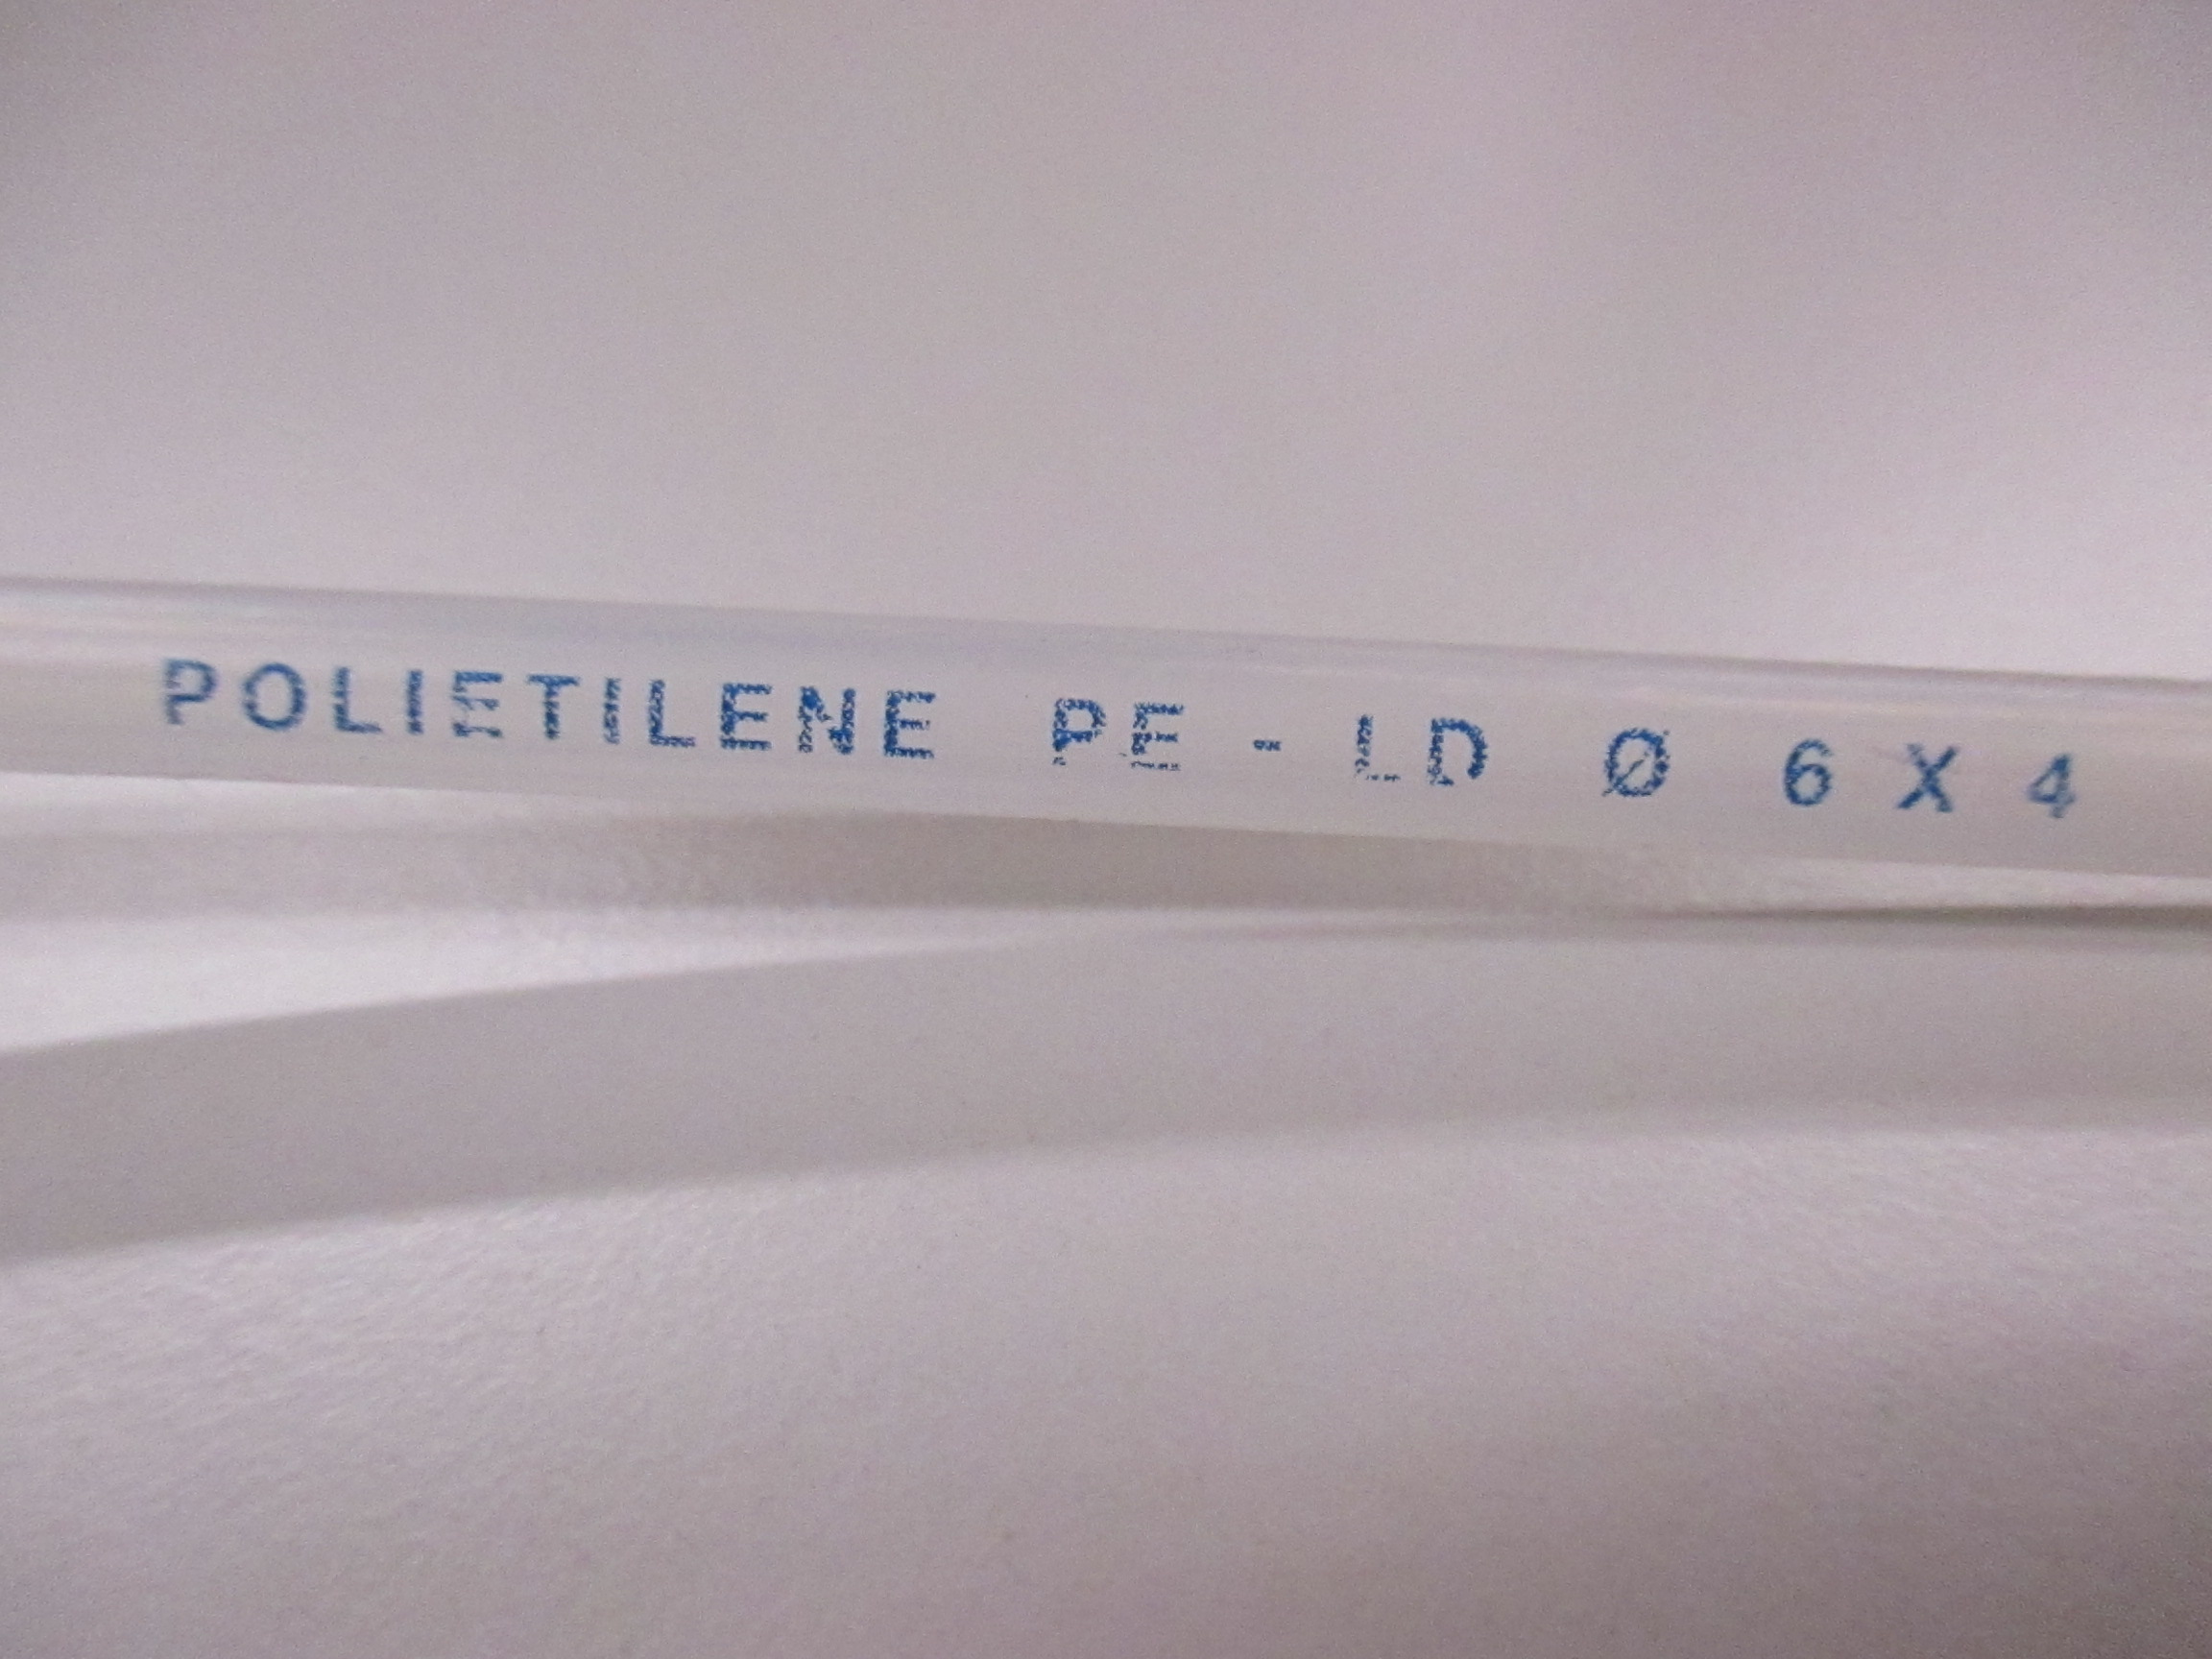 POLIETILENE PE - LD Ø 6 X 4